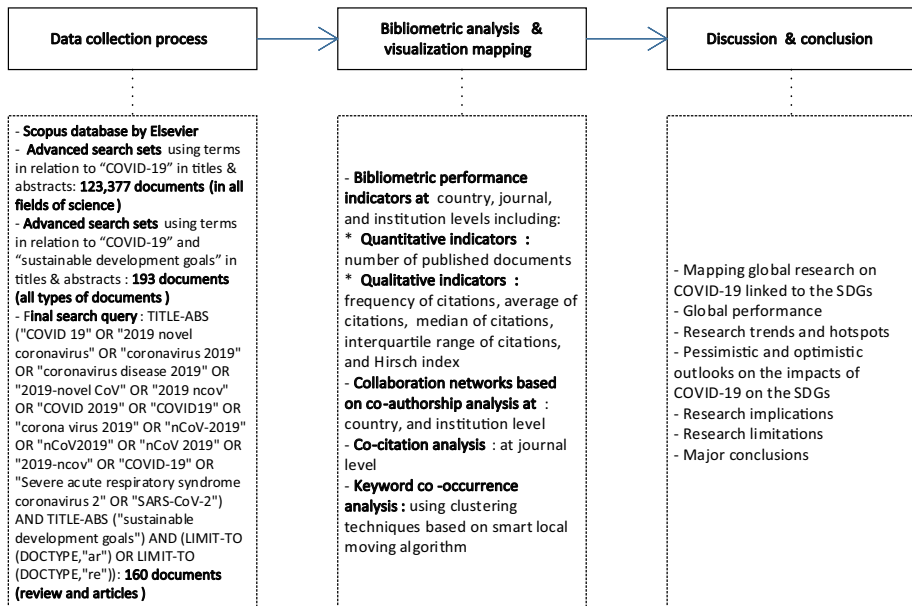 Data collection process
Bibliometric analysis & visualization mapping
Discussion & conclusion
- Scopus database by Elsevier
- Advanced search sets using terms
in relation to “COVID-19” in titles &
abstracts: 123,377 documents (in all
fields of science)
- Advanced search sets using terms
in relation to “COVID-19” and
“sustainable development goals” in
titles & abstracts : 193 documents
(all types of documents )
- Final search query : TITLE-ABS
("COVID 19" OR "2019 novel
coronavirus" OR "coronavirus 2019"
OR "coronavirus disease 2019" OR
"2019-novel CoV" OR "2019 ncov"
OR "COVID 2019" OR "COVID19" OR
"corona virus 2019" OR "nCoV-2019"
OR "nCoV2019" OR "nCoV 2019" OR
"2019-ncov" OR "COVID-19" OR
"Severe acute respiratory syndrome
coronavirus 2" OR "SARS-CoV-2")
AND TITLE-ABS ("sustainable
development goals") AND (LIMIT-TO
(DOCTYPE,"ar") OR LIMIT-TO
(DOCTYPE,"re")): 160 documents
(review and articles )
- Bibliometric performance
indicators at country, journal,
and institution levels including:
* Quantitative indicators :
number of published documents
* Qualitative indicators :
frequency of citations, average of
citations, median of citations,
interquartile range of citations,
and Hirsch index
- Collaboration networks based
on co-authorship analysis at :
country, and institution level
- Co-citation analysis : at journal
level
- Keyword co -occurrence
analysis : using clustering
techniques based on smart local
moving algorithm
- Mapping global research on
COVID-19 linked to the SDGs
- Global performance
- Research trends and hotspots
- Pessimistic and optimistic
outlooks on the impacts of
COVID-19 on the SDGs
- Research implications
- Research limitations
- Major conclusions